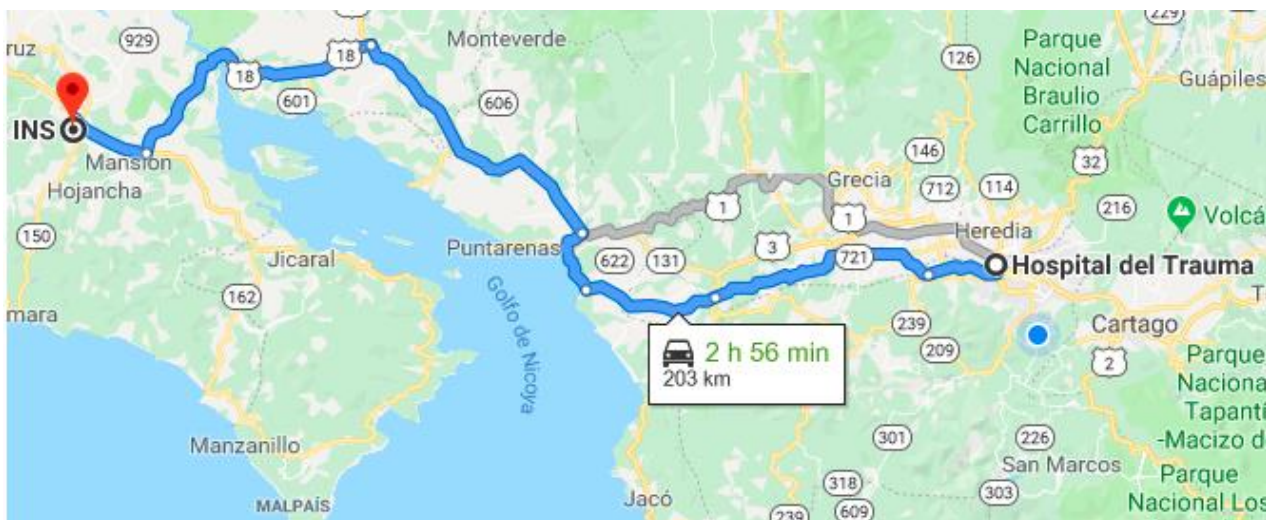 929
18
18
601
Monteverde
606
126
229
Parque
Nacional
Braulio
Carrillo
Guápiles
ruz
INS
Mansión
Hojancha
150
146
Grecia
712
114
32
216
Volcá
1
1
Heredia
3
721
Puntarenas
622
131
Hospital del Trauma
Jicaral
162
mara
Golfo de Nicoya
2 h 56 min
203 km
239
209
Cartago
2
Parque
Naciona
Tapantí
-Macizo d
Manzanillo
MALPAÍS
Jacó
301
226
San Marcos
318
303
239
609
Parque
Nacional Los